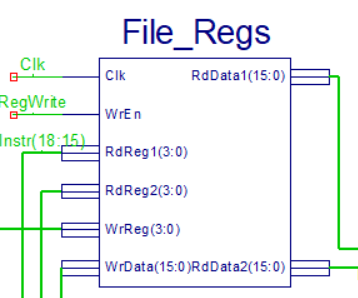 File_Regs
Clk
Clk RdData1(15:0)
RegWrite
WrEn
Instr(18:15)
RdReg1(3:0)
RdReg2(3:0)
WrReg(3:0)
WrData(15:0)RdData2(15:0)